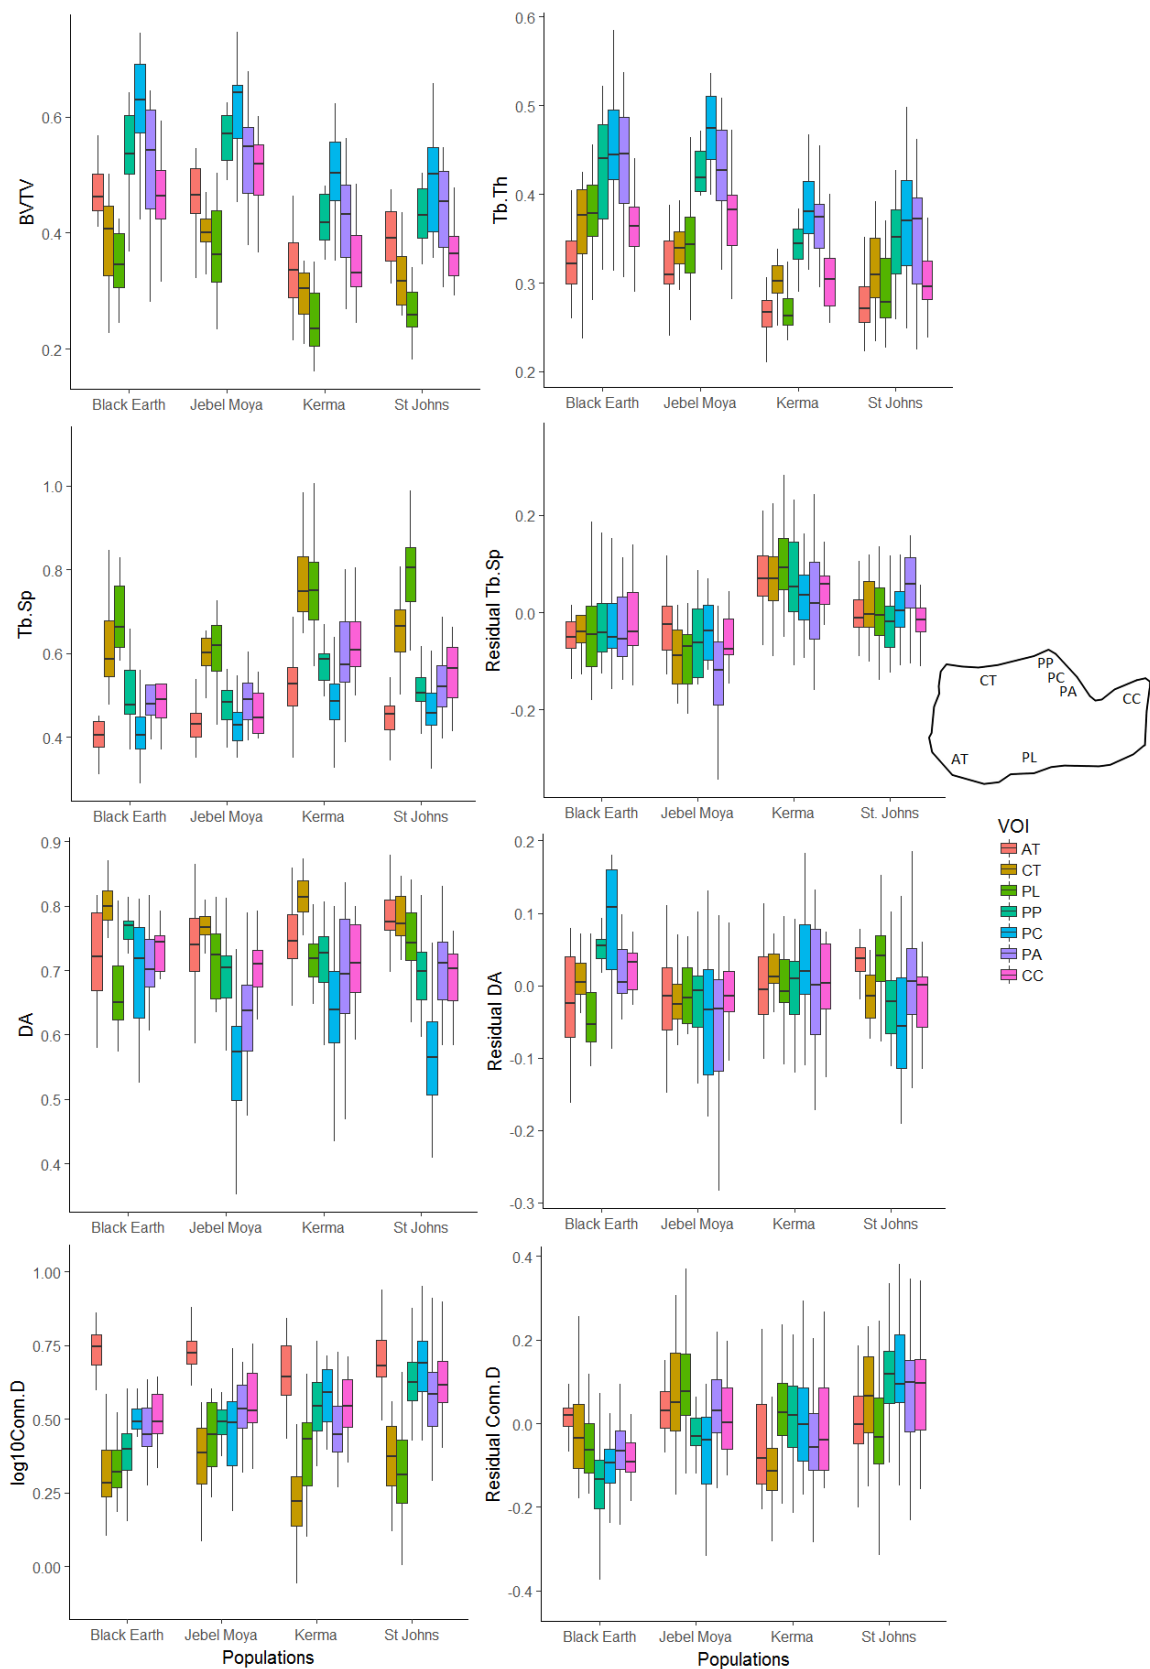 BVTV
0.6
0.4
0.2
Black Earth Jebel Moya Kerma St Johns
Tb.Th
0.6
0.5
0.4
0.3
0.2
Black Earth Jebel Moya Kerma St Johns
Tb.Sp
1.0
0.8
0.6
0.4
Black Earth Jebel Moya Kerma St Johns
Residual Tb.Sp
0.2
0.0
-0.2
Black Earth Jebel Moya Kerma St. Johns
PP
CT PC
PA
CC
AT PL
VOI
AT
CT
PL
PP
PC
PA
CC
DA
0.9
0.8
0.7
0.6
0.5
0.4
Black Earth Jebel Moya Kerma St Johns
Residual DA
0.2
0.1
0.0
-0.1
-0.2
-0.3
Black Earth Jebel Moya Kerma St Johns
log10Conn.D
1.00
0.75
0.50
0.25
0.00
Black Earth Jebel Moya Kerma St Johns
Populations
Residual Conn.D
0.4
0.2
0.0
-0.2
-0.4
Black Earth Jebel Moya Kerma St Johns
Populations